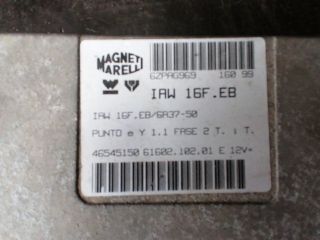 MAGNETI
MARELLI
6ZPAG969 160 99
IAW 16F.EB
IAW 16F.EB/6A37-50
PUNTO e Y 1.1 FASE 2 T. i T.
46545150 61602.102.01 E 12V=